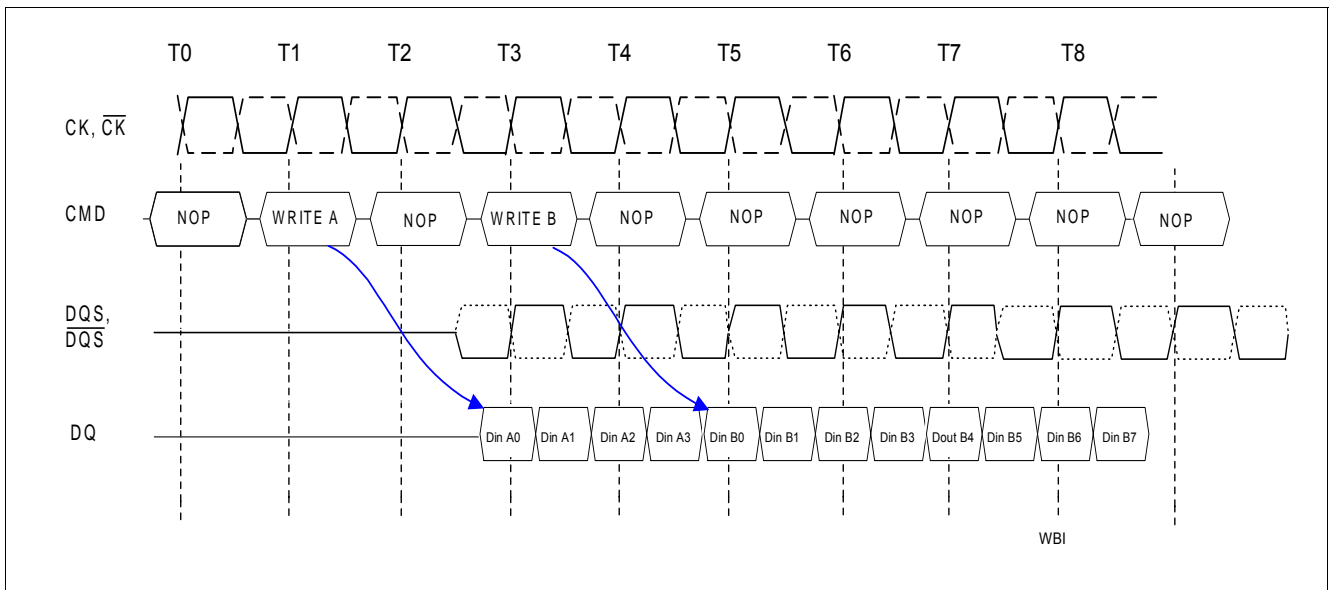 T0 T1 T2 T3 T4 T5 T6 T7 T8
CK, CK
CMD NOP WRITE A NOP WRITE B NOP NOP NOP NOP NOP NOP
DQS,
DQS
DQ Din A0 Din A1 Din A2 Din A3 Din B0 Din B1 Din B2 Din B3 Dout B4 Din B5 Din B6 Din B7
WBI